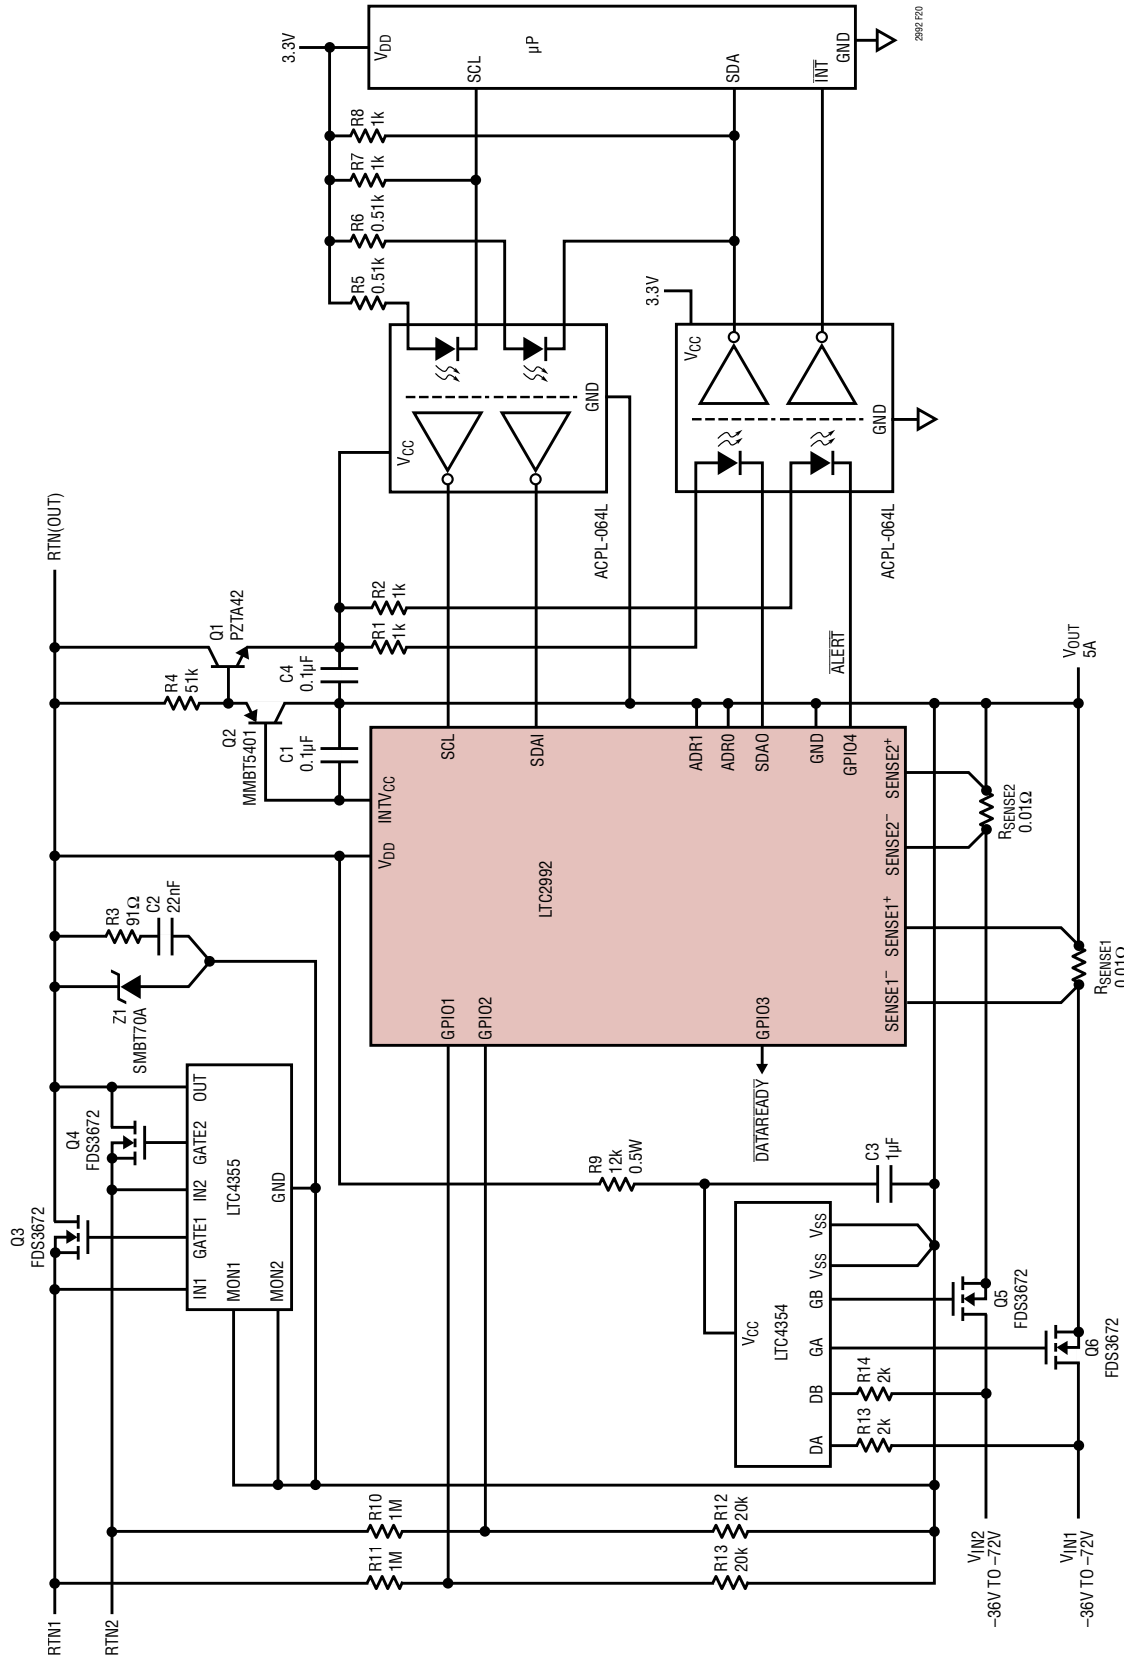 RTN1
RTN2
RTN(OUT)
Q3
FDS3672
Q4
FDS3672
IN1
GATE1
IN2
GATE2
OUT
LTC4355
MON1
MON2
GND
Z1
SMBT70A
R3
91Ω
C2
22nF
R4
51k
Q1
PZTA42
Q2
MMBT5401
C1
0.1µF
C4
0.1µF
R1
1k
R2
1k
VDD
INTVCC
GPIO1
GPIO2
GPIO3
DATAREADY
LTC2992
SCL
SDAI
ADR1
ADR0
SDAO
GND
GPIO4
ALERT
SENSE1−
SENSE1+
SENSE2−
SENSE2+
RSENSE2
0.01Ω
RSENSE1
0.01Ω
VOUT
5A
VCC
GND
ACPL-064L
3.3V
VCC
GND
ACPL-064L
R5
0.51k
R6
0.51k
R7
1k
R8
1k
3.3V
VDD
SCL
µP
SDA
INT
GND
R9
12k
0.5W
C3
1µF
VCC
LTC4354
DA
DB
GA
GB
VSS
VSS
R13
2k
R14
2k
Q5
FDS3672
Q6
FDS3672
R11
1M
R10
1M
R13
20k
R12
20k
VIN2
−36V TO −72V
VIN1
−36V TO −72V
2992 F20